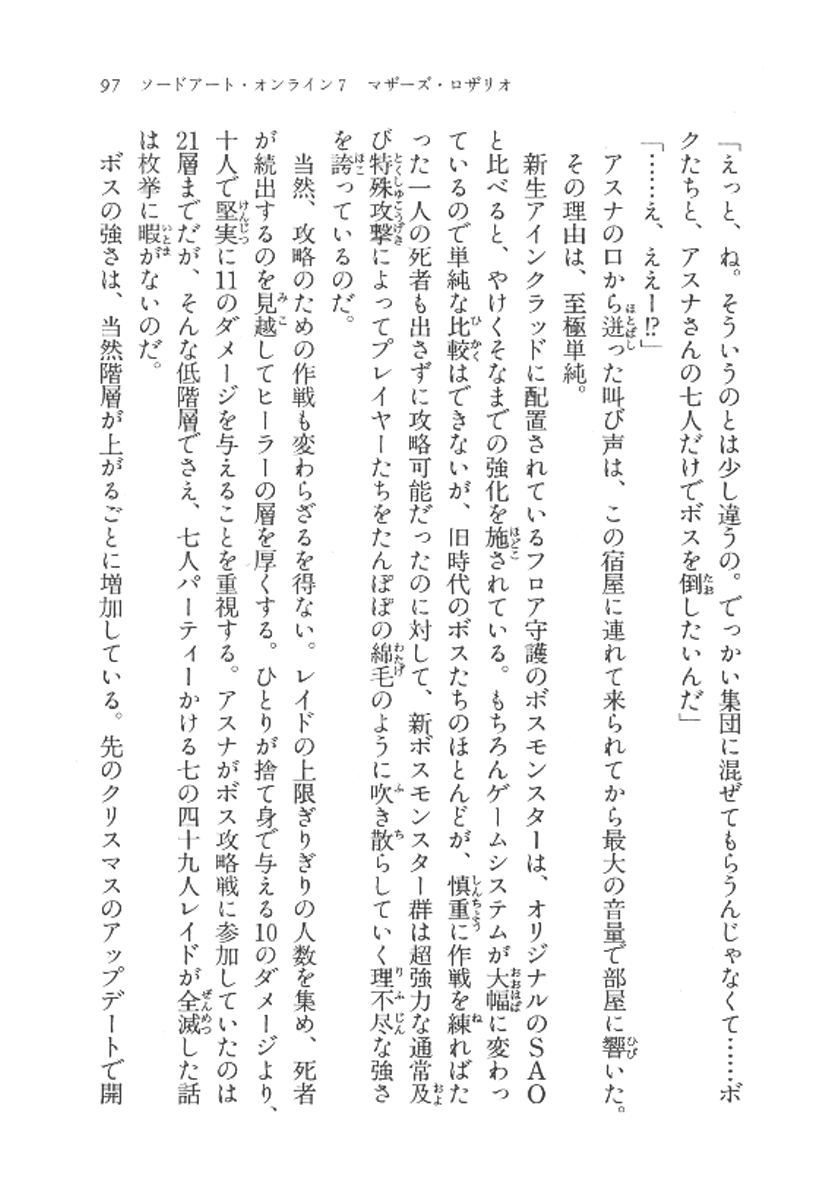 97　ソードアート・オンライン7　マザーズ・ロザリオ
「えっと、ね。そういうのとは少し違うの。でっかい集団に混ぜてもらうんじゃなくて……ボ
クたちと、アスナさんの七人だけでボスを倒したいんだ」
「……え、ええー!?」
　アスナの口から迸った叫び声は、この宿屋に連れて来られてから最大の音量で部屋に響いた。
　その理由は、至極単純。
　新生アインクラッドに配置されているフロア守護のボスモンスターは、オリジナルのSAO
と比べると、やけくそなまでの強化を施されている。もちろんゲームシステムが大幅に変わっ
ているので単純な比較はできないが、旧時代のボスたちのほとんどが、慎重に作戦を練ればた
った一人の死者も出さずに攻略可能だったのに対して、新ボスモンスター群は超強力な通常及
び特殊攻撃によってプレイヤーたちをたんぽぽの綿毛のように吹き散らしていく理不尽な強さ
を誇っているのだ。
　当然、攻略のための作戦も変わらざるを得ない。レイドの上限ぎりぎりの人数を集め、死者
が続出するのを見越してヒーラーの層を厚くする。ひとりが捨て身で与える10のダメージより、
十人で堅実に11のダメージを与えることを重視する。アスナがボス攻略戦に参加していたのは
21層までだが、そんな低階層でさえ、七人パーティーかける七の四十九人レイドが全滅した話
は枚挙に暇がないのだ。
　ボスの強さは、当然階層が上がるごとに増加している。先のクリスマスのアップデートで開